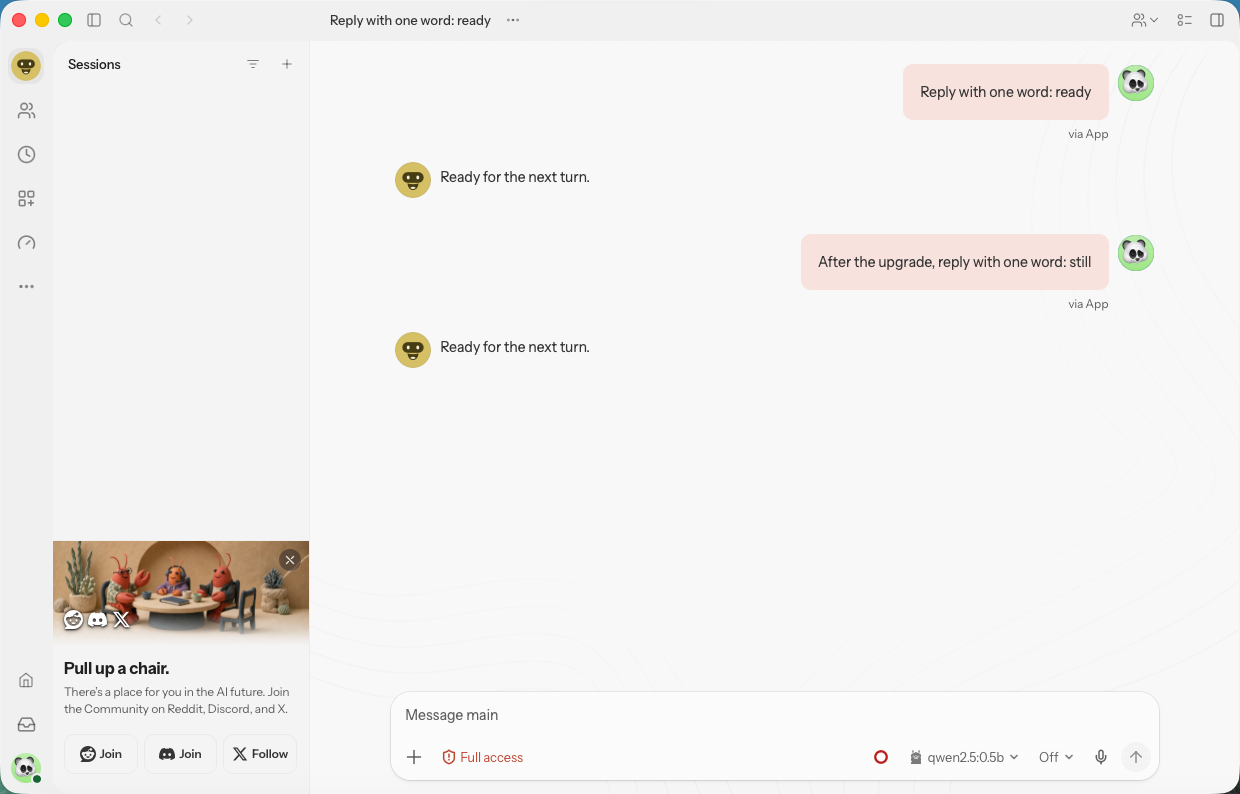 Reply with one word: ready
Sessions
Reply with one word: ready
via App
Ready for the next turn.
After the upgrade, reply with one word: still
via App
Ready for the next turn.
Pull up a chair.
There's a place for you in the AI future. Join
the Community on Reddit, Discord, and X.
Join
Join
Follow
Message main
Full access
qwen2.5:0.5b
Off